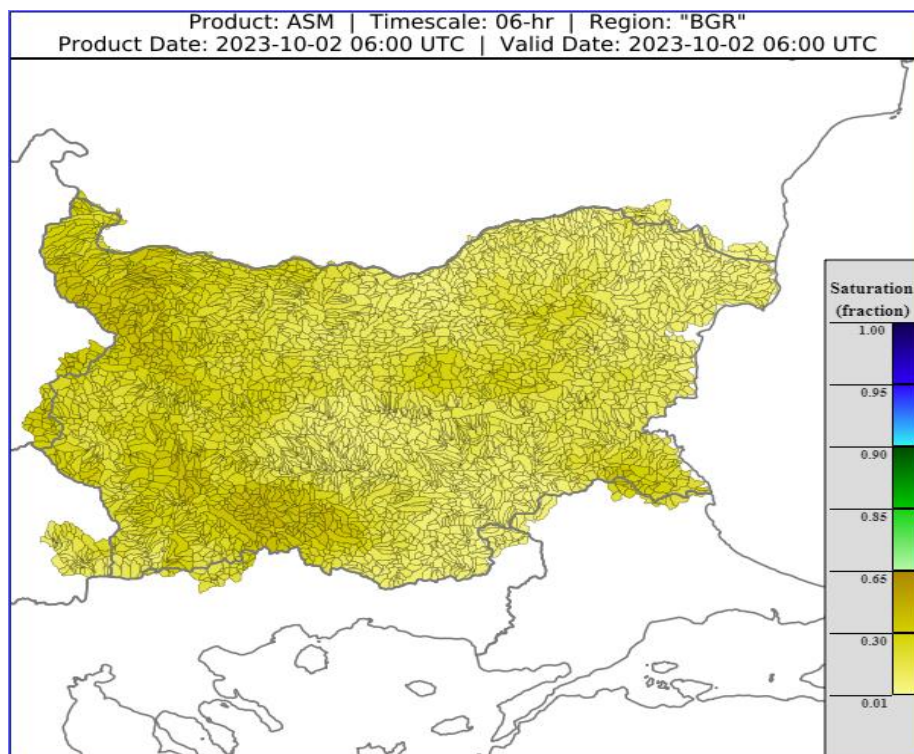 Product: ASM | Timescale: 06-hr | Region: "BGR"
Product Date: 2023-10-02 06:00 UTC | Valid Date: 2023-10-02 06:00 UTC
Saturation
(fraction)
1.00
0.95
0.90
0.85
0.65
0.30
0.01